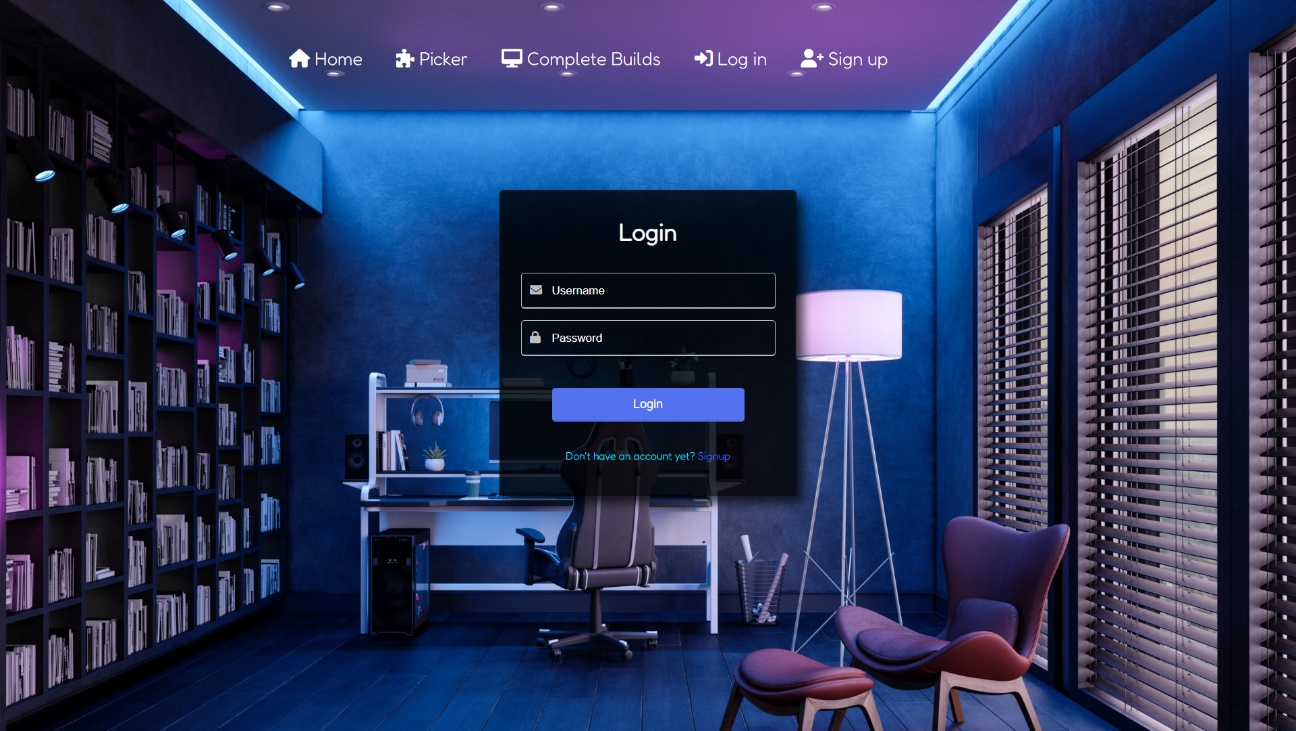 Home Picker Complete Builds Log in Sign up
Login
Username
Password
Login
Don't have an account yet? Signup